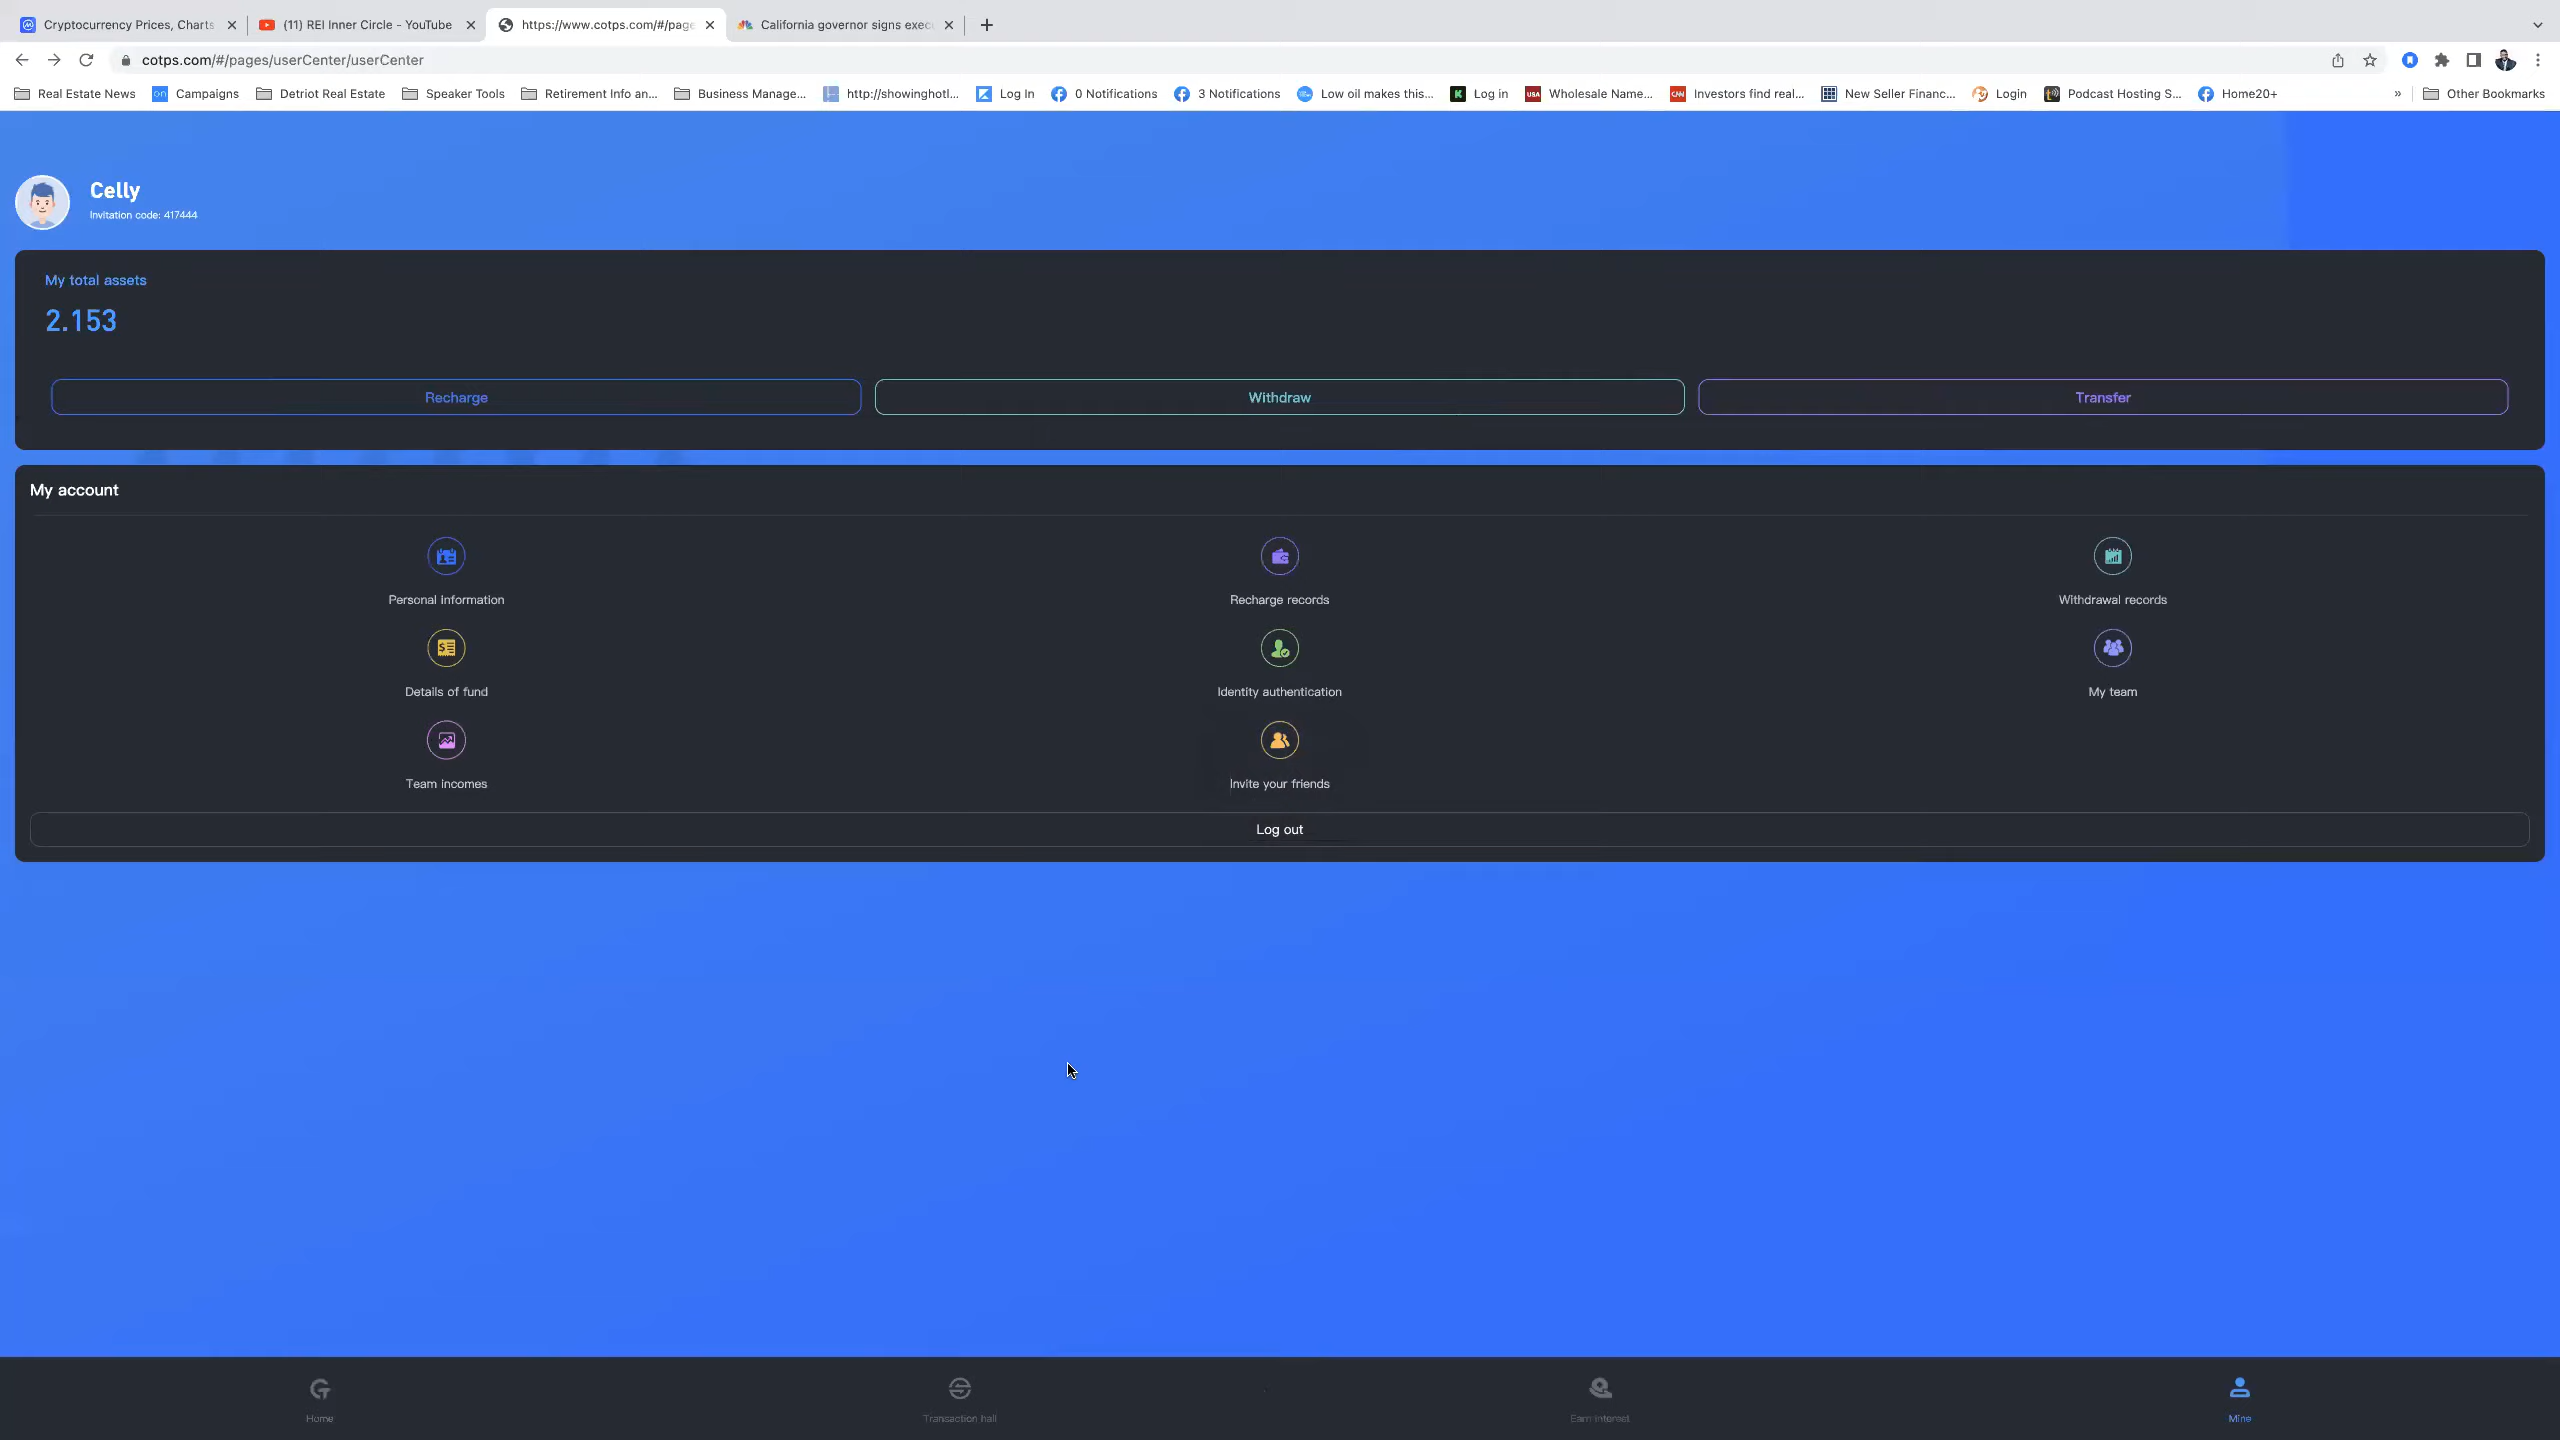 Cryptocurrency Prices, Charts
(11) REI Inner Circle - YouTube
https://www.cotps.com/#/page
California governor signs exec
cotps.com/#/pages/userCenter/userCenter
Real Estate News
Campaigns
Detriot Real Estate
Speaker Tools
Retirement Info an...
Business Manage...
http://showinghotl...
Log In
0 Notifications
3 Notifications
Low oil makes this...
Log in
Wholesale Name...
Investors find real...
New Seller Financ...
Login
Podcast Hosting S...
Home20+
»
Other Bookmarks
Celly
Invitation code: 417444
My total assets
2.153
Recharge
Withdraw
Transfer
My account
Personal information
Recharge records
Withdrawal records
Details of fund
Identity authentication
My team
Team incomes
Invite your friends
Log out
Home
Transaction hall
Earn interest
Mine